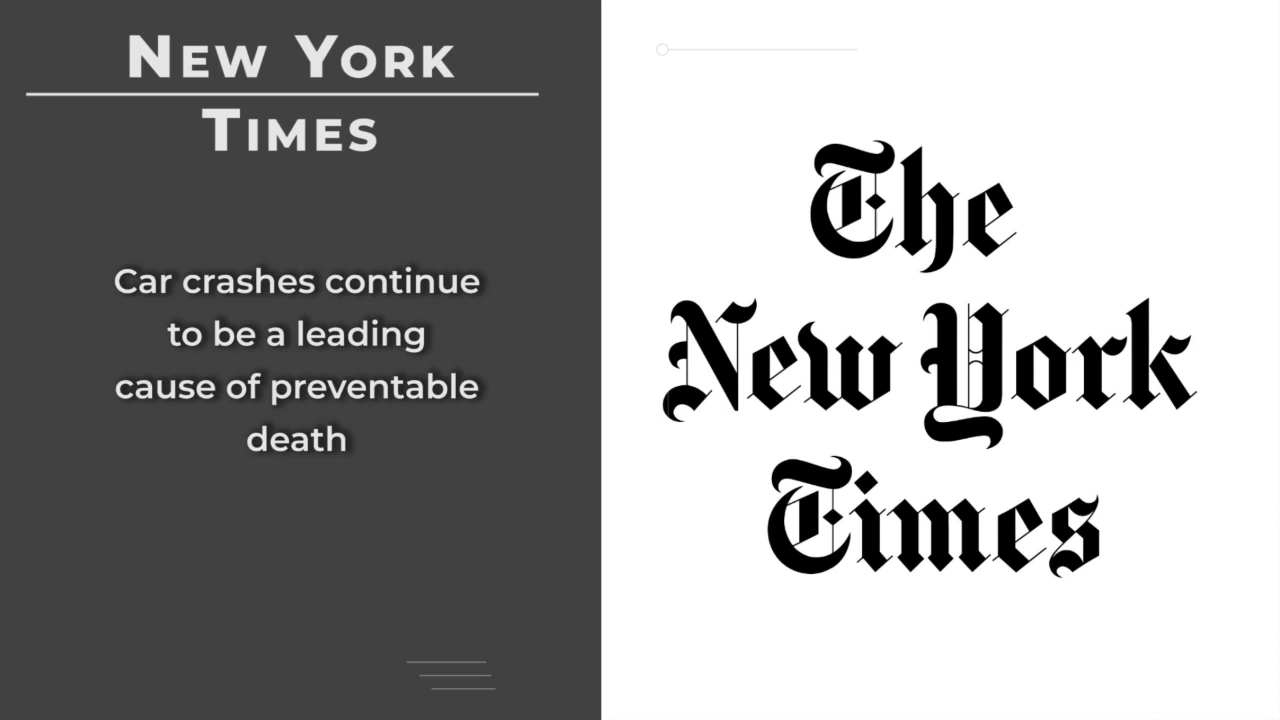 New York
Times
Car crashes continue
to be a leading
cause of preventable
death
The
New York
Times